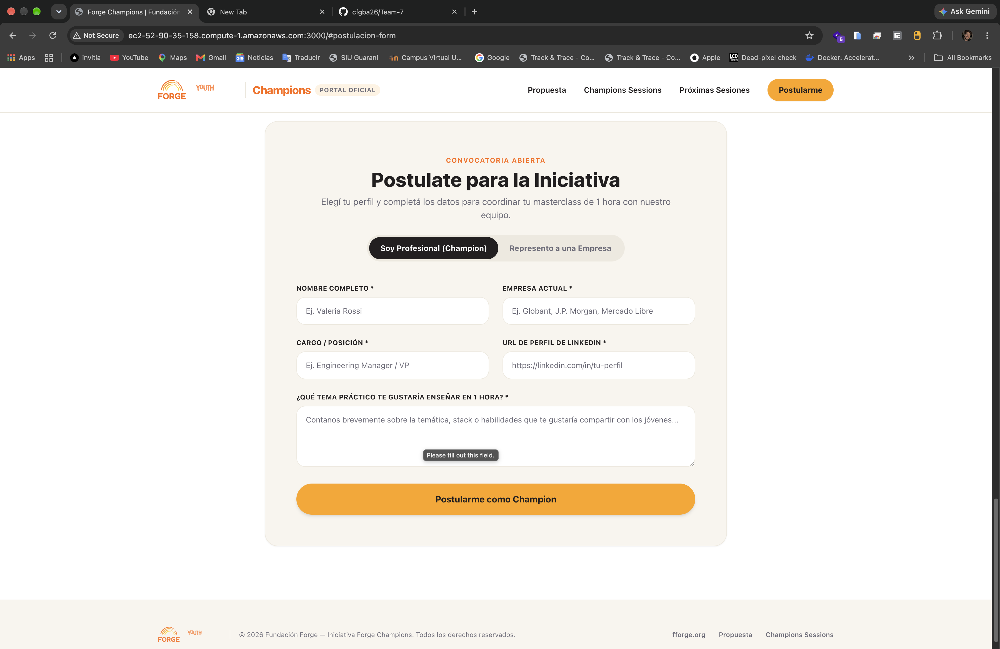 Forge Champions | Fundación
New Tab
cfgba26/Team-7
Ask Gemini
Not Secure
ec2-52-90-35-158.compute-1.amazonaws.com:3000/#postulacion-form
5
Apps
invitia
YouTube
Maps
Gmail
Noticias
Traducir
SIU Guaraní
Campus Virtual U...
Google
Track & Trace - Co...
Track & Trace - Co...
Apple
LCD Tech
Dead-pixel check
Docker: Accelerat...
All Bookmarks
FORGE
YOUTH
Champions
PORTAL OFICIAL
Propuesta
Champions Sessions
Próximas Sesiones
Postularme
CONVOCATORIA ABIERTA
Postulate para la Iniciativa
Elegí tu perfil y completá los datos para coordinar tu masterclass de 1 hora con nuestro
equipo.
Soy Profesional (Champion)
Represento a una Empresa
NOMBRE COMPLETO *
EMPRESA ACTUAL *
Ej. Valeria Rossi
Ej. Globant, J.P. Morgan, Mercado Libre
CARGO / POSICIÓN *
URL DE PERFIL DE LINKEDIN *
Ej. Engineering Manager / VP
https://linkedin.com/in/tu-perfil
¿QUÉ TEMA PRÁCTICO TE GUSTARÍA ENSEÑAR EN 1 HORA? *
Contanos brevemente sobre la temática, stack o habilidades que te gustaría compartir con los jóvenes...
Please fill out this field.
Postularme como Champion
FORGE
YOUTH
© 2026 Fundación Forge — Iniciativa Forge Champions. Todos los derechos reservados.
fforge.org
Propuesta
Champions Sessions